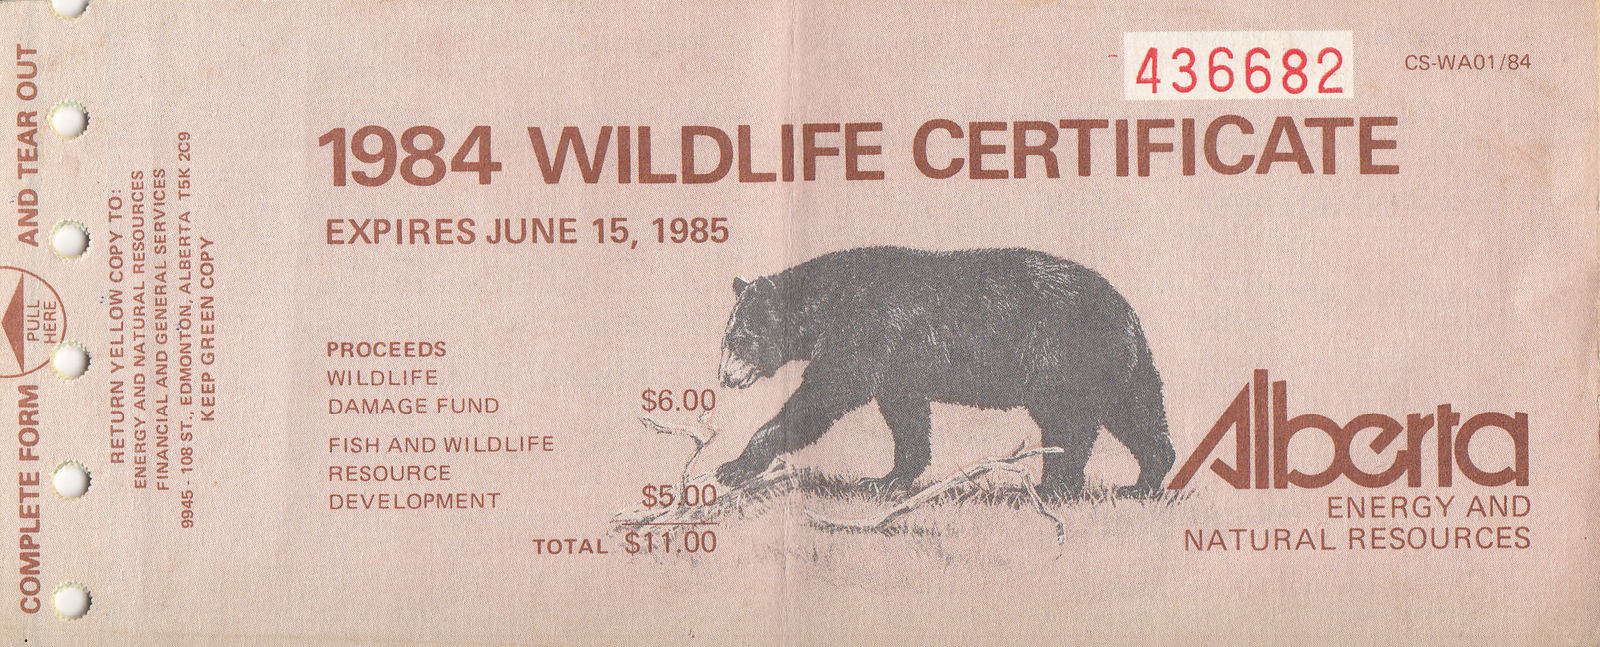 436682
CS-WA01/84
1984 WILDLIFE CERTIFICATE
EXPIRES JUNE 15, 1985
PROCEEDS
WILDLIFE
DAMAGE FUND $6.00
FISH AND WILDLIFE
RESOURCE
DEVELOPMENT $5.00
TOTAL $11.00
Alberta
ENERGY AND
NATURAL RESOURCES
COMPLETE FORM AND TEAR OUT
PULL
HERE
RETURN YELLOW COPY TO:
ENERGY AND NATURAL RESOURCES
FINANCIAL AND GENERAL SERVICES
9945 - 108 ST., EDMONTON, ALBERTA T5K 2C9
KEEP GREEN COPY